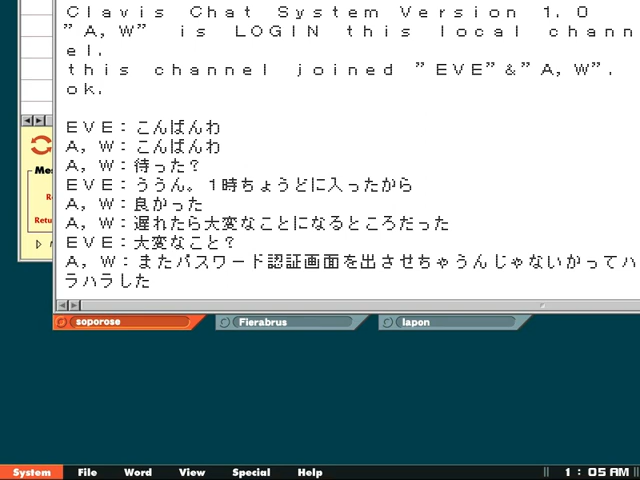 Clavis Chat System Version 1.0
"A,W" is LOGIN this local chann
el.
this channel joined "EVE"&"A,W".
ok.
EVE：こんばんわ
A,W：こんばんわ
A,W：待った？
EVE：ううん。１時ちょうどに入ったから
A,W：良かった
A,W：遅れたら大変なことになるところだった
EVE：大変なこと？
A,W：またパスワード認証画面を出させちゃうんじゃないかってハ
ラハラした
soporose Fierabrus lapon
System File Word View Special Help 1:05 AM